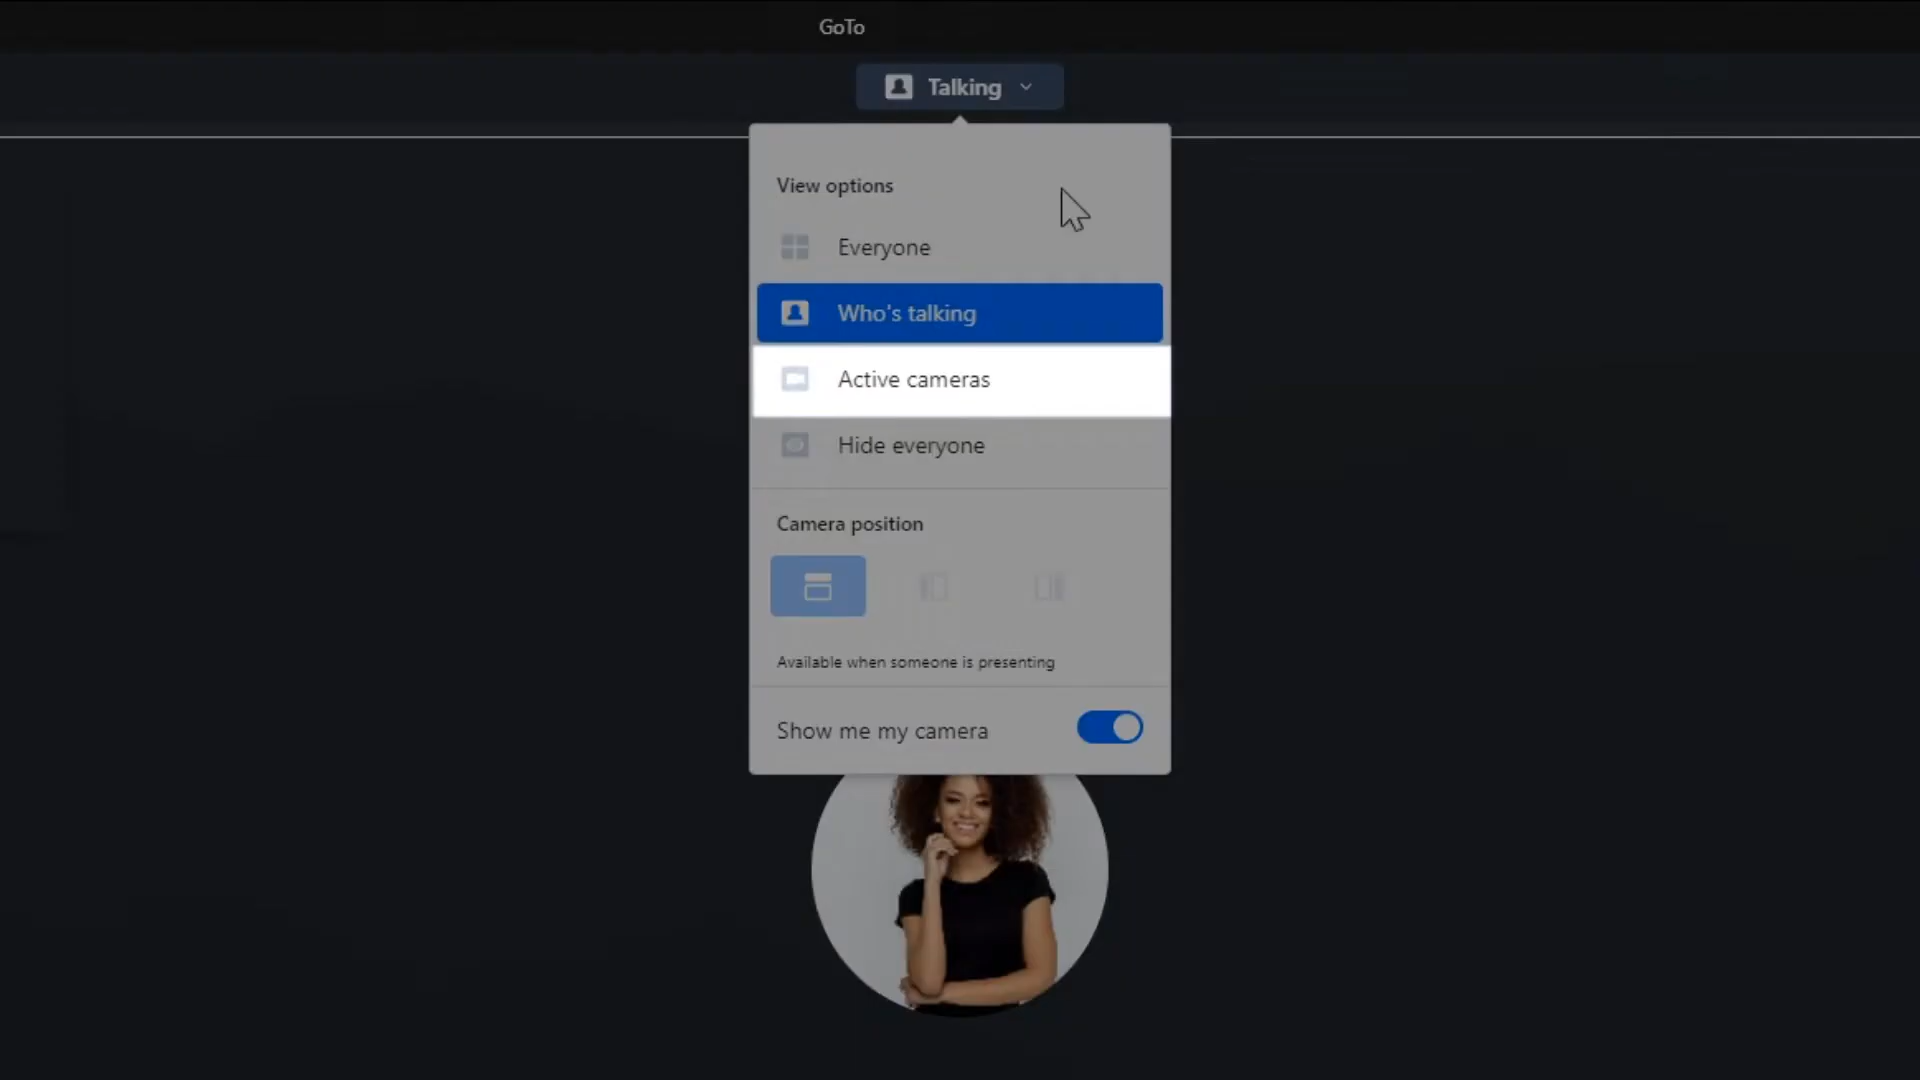 GoTo
Talking
View options
Everyone
Who's talking
Active cameras
Hide everyone
Camera position
Available when someone is presenting
Show me my camera